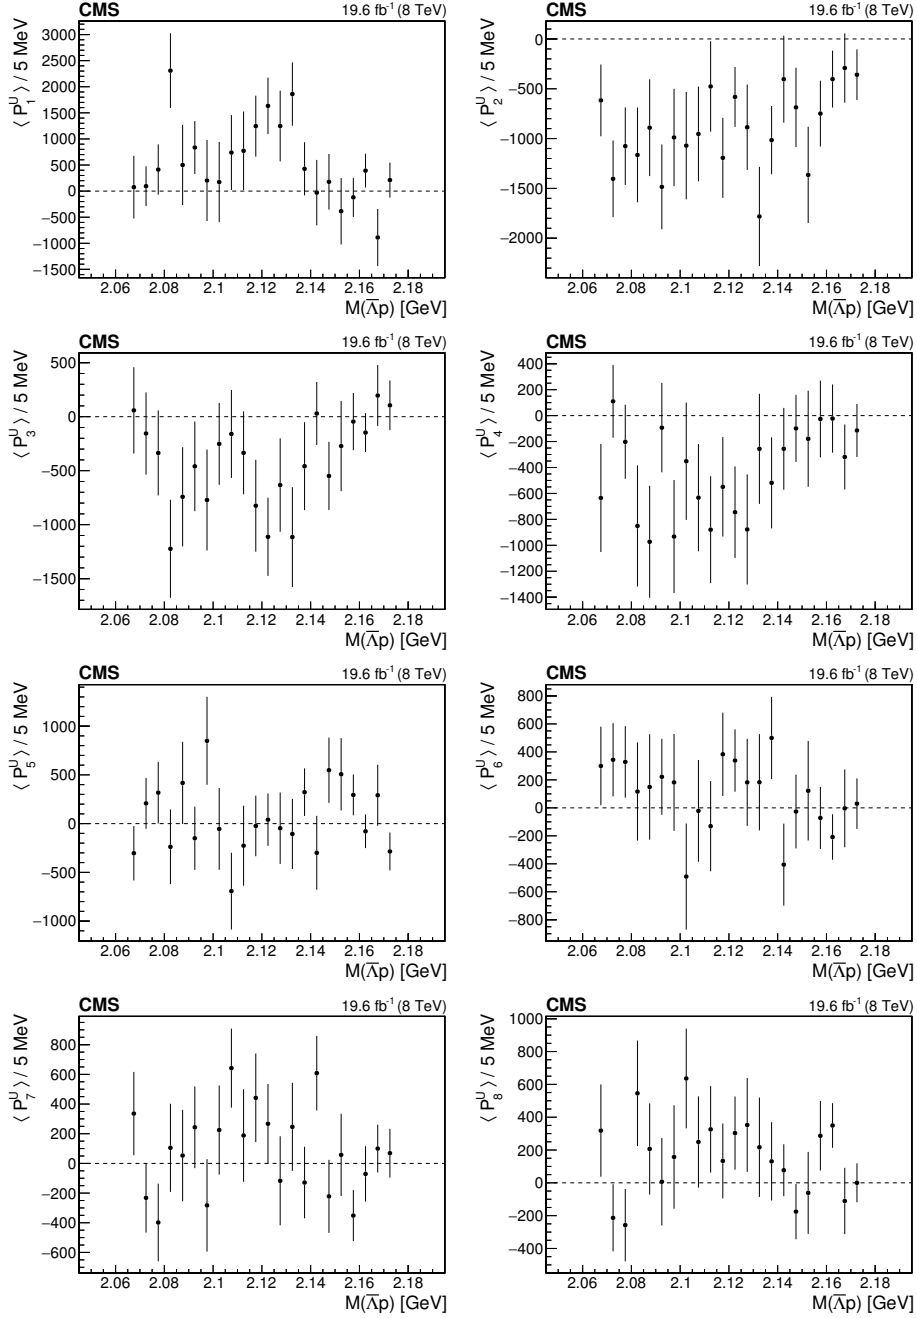 CMS 19.6 fb⁻¹ (8 TeV) CMS 19.6 fb⁻¹ (8 TeV)
⟨ P₁ᵁ ⟩ / 5 MeV
3000
2500
2000
1500
1000
500
0
−500
−1000
−1500
2.06 2.08 2.1 2.12 2.14 2.16 2.18
M(Λ̅p) [GeV]
⟨ P₂ᵁ ⟩ / 5 MeV
0
−500
−1000
−1500
−2000
2.06 2.08 2.1 2.12 2.14 2.16 2.18
M(Λ̅p) [GeV]
CMS 19.6 fb⁻¹ (8 TeV) CMS 19.6 fb⁻¹ (8 TeV)
⟨ P₃ᵁ ⟩ / 5 MeV
500
0
−500
−1000
−1500
2.06 2.08 2.1 2.12 2.14 2.16 2.18
M(Λ̅p) [GeV]
⟨ P₄ᵁ ⟩ / 5 MeV
400
200
0
−200
−400
−600
−800
−1000
−1200
−1400
2.06 2.08 2.1 2.12 2.14 2.16 2.18
M(Λ̅p) [GeV]
CMS 19.6 fb⁻¹ (8 TeV) CMS 19.6 fb⁻¹ (8 TeV)
⟨ P₅ᵁ ⟩ / 5 MeV
1000
500
0
−500
−1000
2.06 2.08 2.1 2.12 2.14 2.16 2.18
M(Λ̅p) [GeV]
⟨ P₆ᵁ ⟩ / 5 MeV
800
600
400
200
0
−200
−400
−600
−800
2.06 2.08 2.1 2.12 2.14 2.16 2.18
M(Λ̅p) [GeV]
CMS 19.6 fb⁻¹ (8 TeV) CMS 19.6 fb⁻¹ (8 TeV)
⟨ P₇ᵁ ⟩ / 5 MeV
800
600
400
200
0
−200
−400
−600
2.06 2.08 2.1 2.12 2.14 2.16 2.18
M(Λ̅p) [GeV]
⟨ P₈ᵁ ⟩ / 5 MeV
1000
800
600
400
200
0
−200
−400
2.06 2.08 2.1 2.12 2.14 2.16 2.18
M(Λ̅p) [GeV]